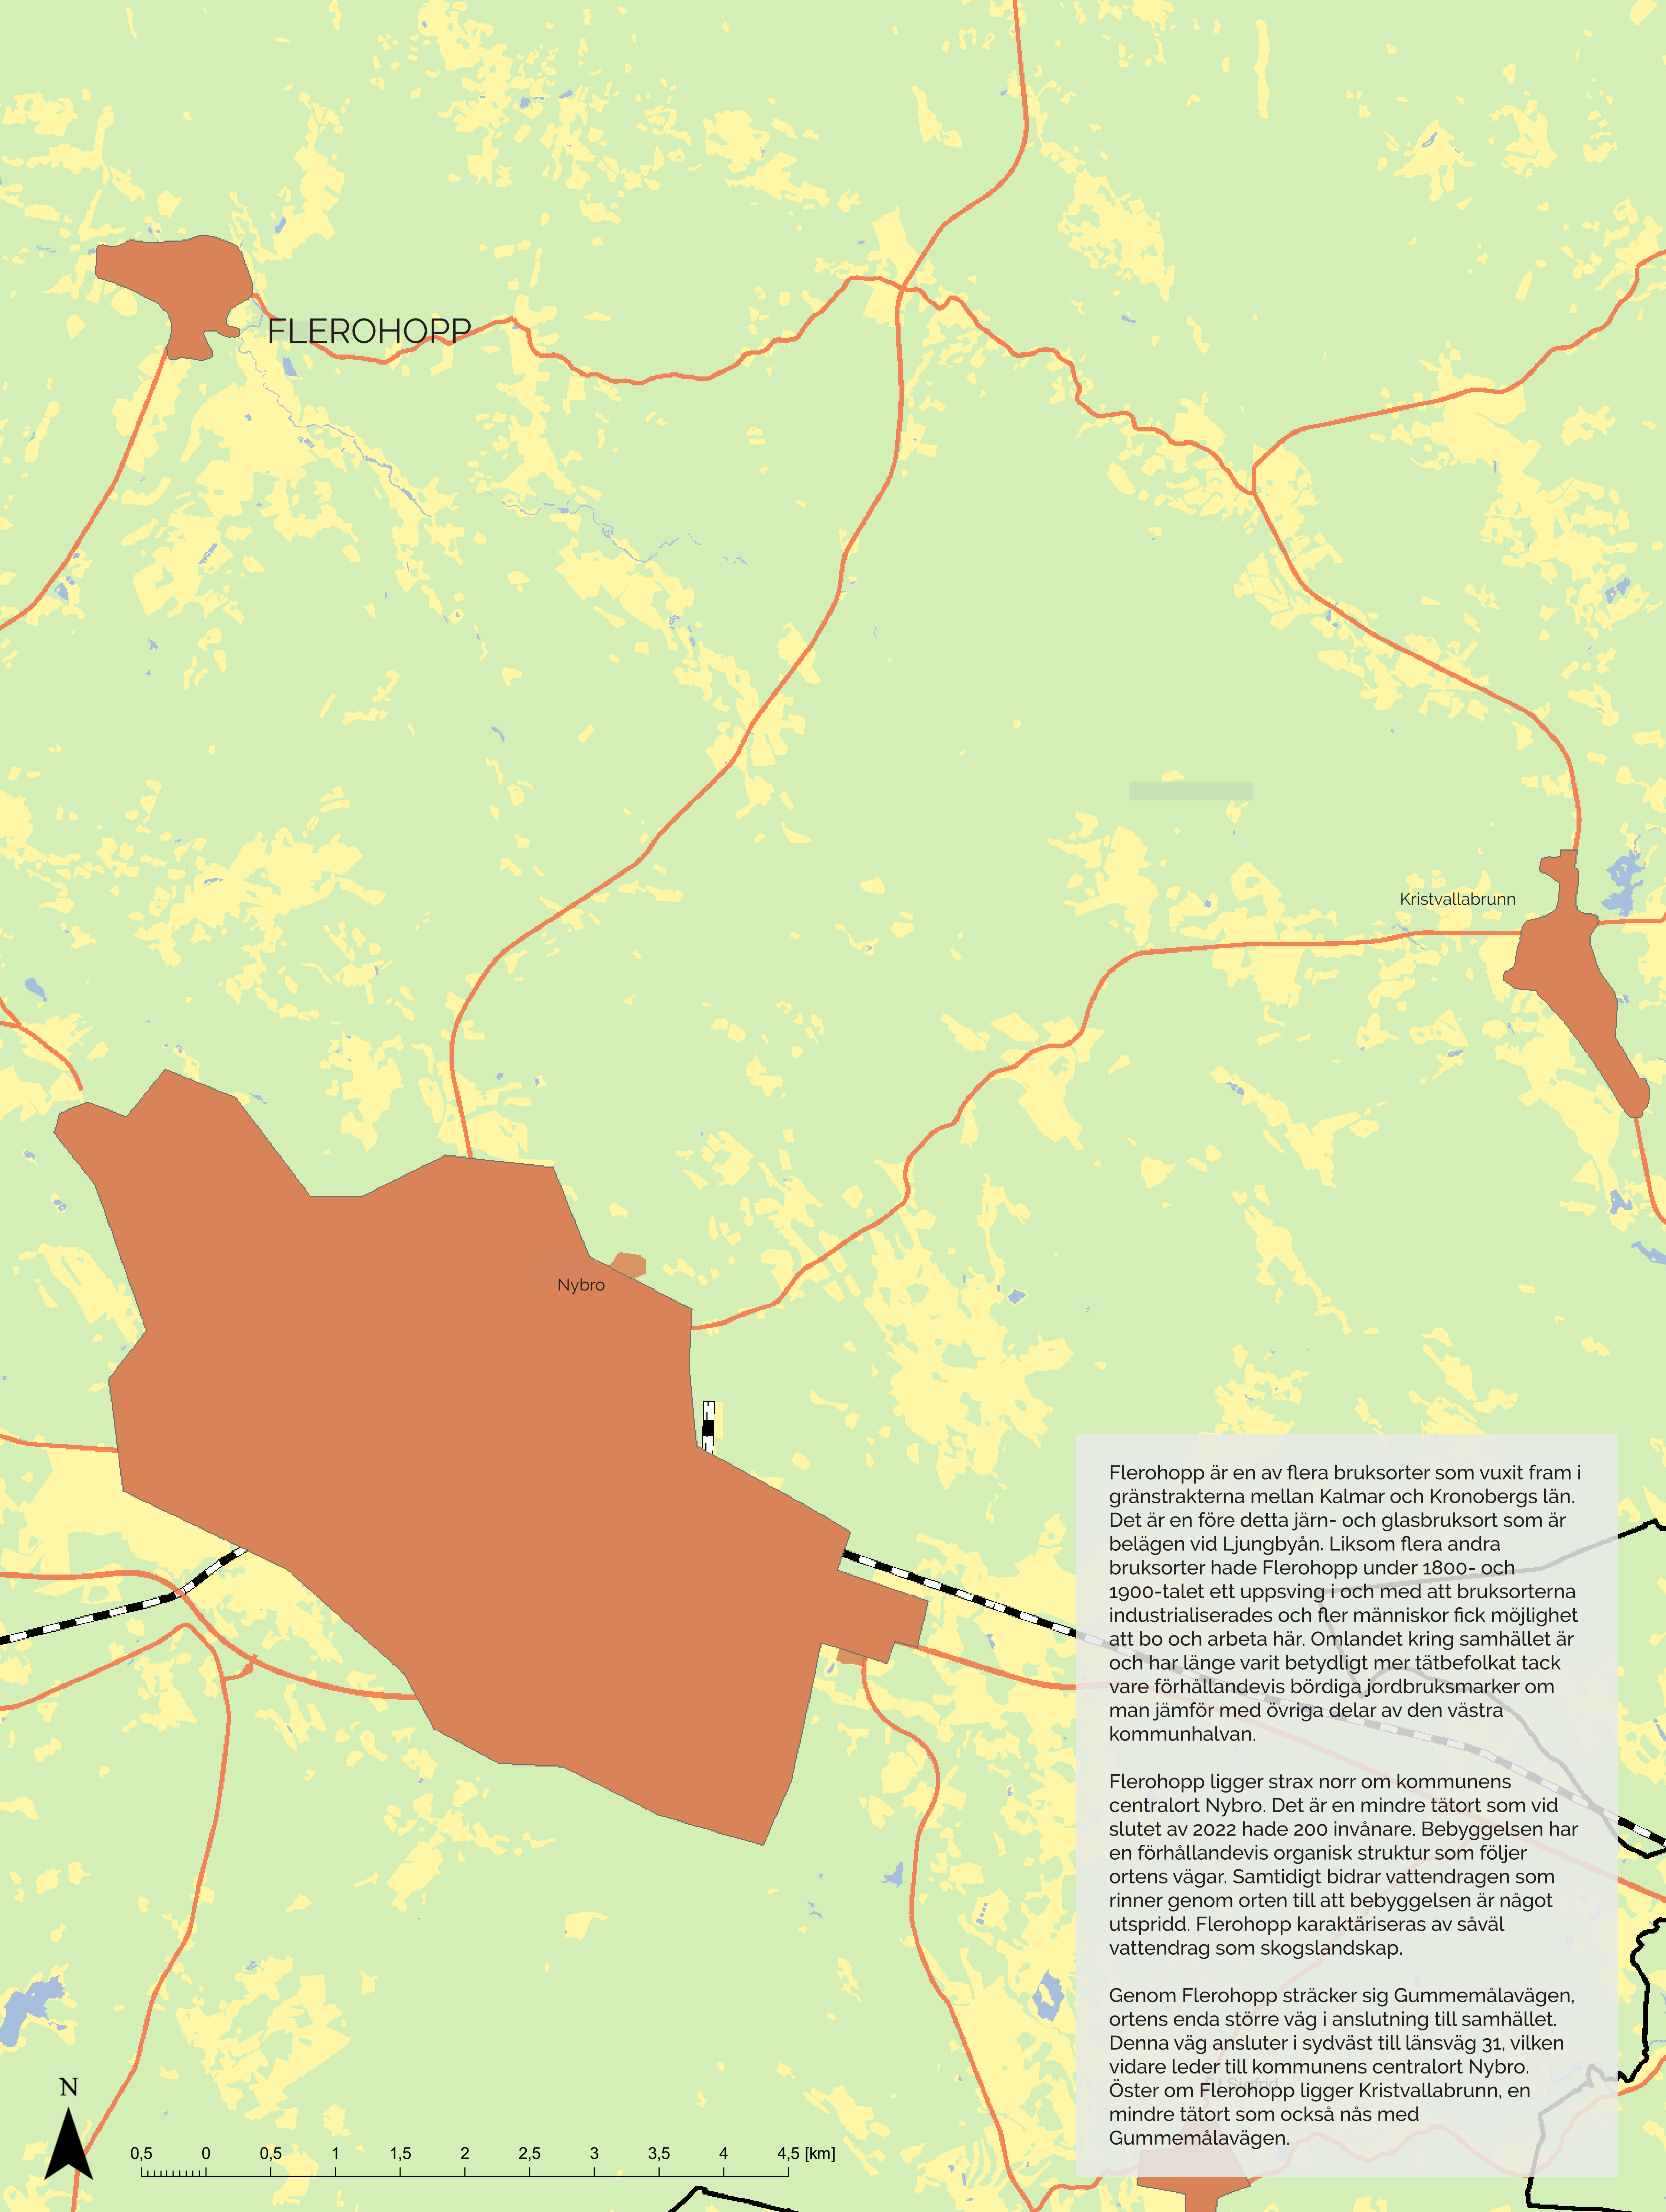 FLEROHOPP
Kristvallabrunn
Nybro
Flerohopp är en av flera bruksorter som vuxit fram i
gränstrakterna mellan Kalmar och Kronobergs län.
Det är en före detta järn- och glasbruksort som är
belägen vid Ljungbyån. Liksom flera andra
bruksorter hade Flerohopp under 1800- och
1900-talet ett uppsving i och med att bruksorterna
industrialiserades och fler människor fick möjlighet
att bo och arbeta här. Omlandet kring samhället är
och har länge varit betydligt mer tätbefolkat tack
vare förhållandevis bördiga jordbruksmarker om
man jämför med övriga delar av den västra
kommunhalvan.
Flerohopp ligger strax norr om kommunens
centralort Nybro. Det är en mindre tätort som vid
slutet av 2022 hade 200 invånare. Bebyggelsen har
en förhållandevis organisk struktur som följer
ortens vägar. Samtidigt bidrar vattendragen som
rinner genom orten till att bebyggelsen är något
utspridd. Flerohopp karaktäriseras av såväl
vattendrag som skogslandskap.
Genom Flerohopp sträcker sig Gummemålavägen,
ortens enda större väg i anslutning till samhället.
Denna väg ansluter i sydväst till länsväg 31, vilken
vidare leder till kommunens centralort Nybro.
St Sigfrid
Öster om Flerohopp ligger Kristvallabrunn, en
mindre tätort som också nås med
Gummemålavägen.
N
0,5 0 0,5 1 1,5 2 2,5 3 3,5 4 4,5 [km]